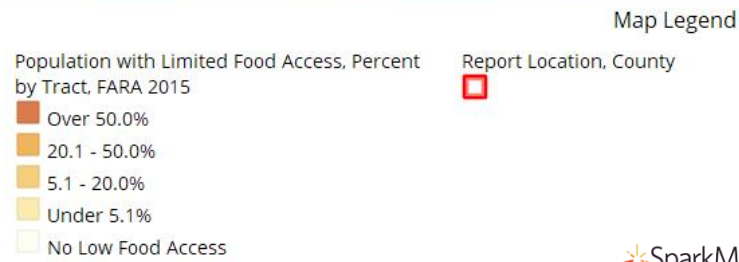 Map Legend
Population with Limited Food Access, Percent
by Tract, FARA 2015
Over 50.0%
20.1 - 50.0%
5.1 - 20.0%
Under 5.1%
No Low Food Access
Report Location, County
SparkM